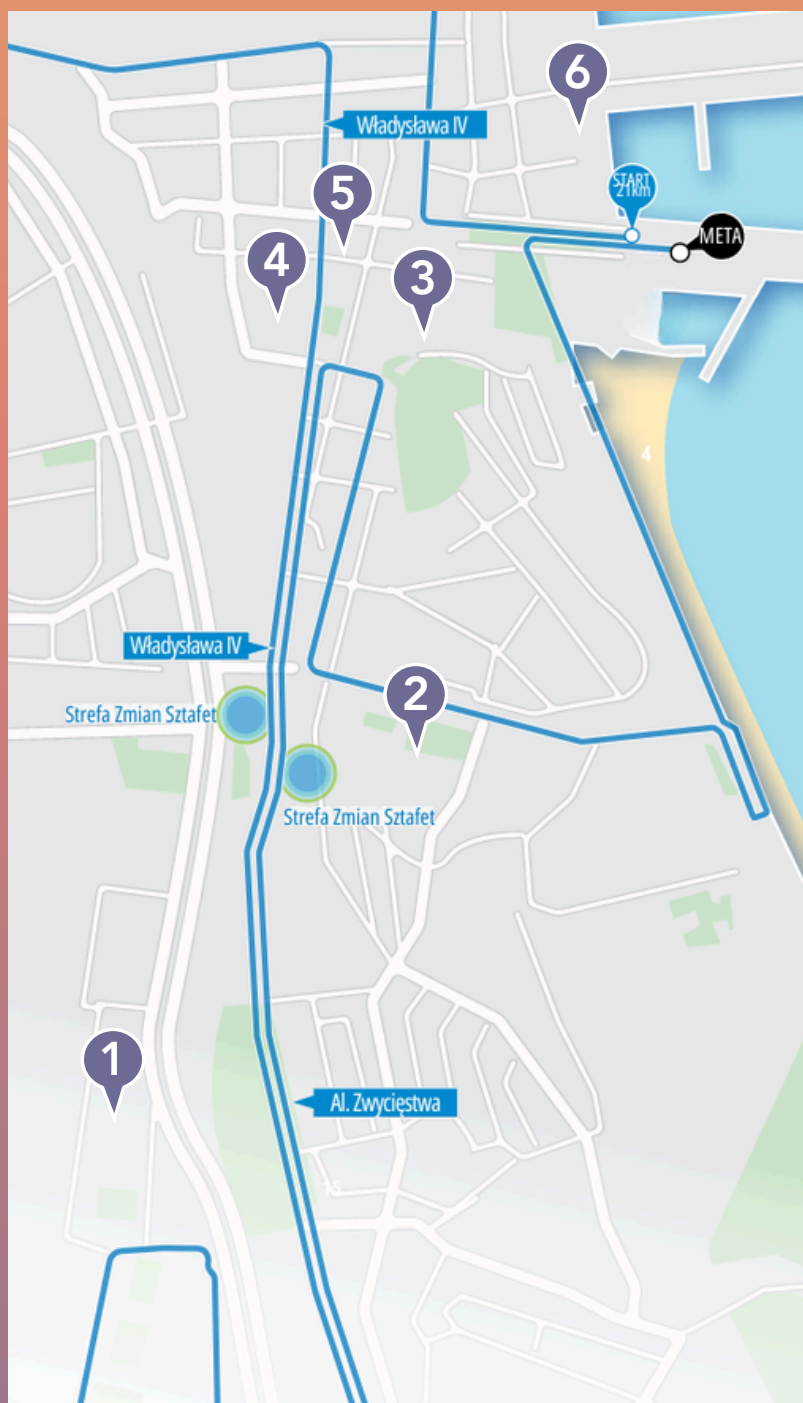 6
Władysława IV
5
START
21km
META
4
3
4
Władysława IV
2
Strefa Zmian Sztafet
Strefa Zmian Sztafet
1
Al. Zwycięstwa
15